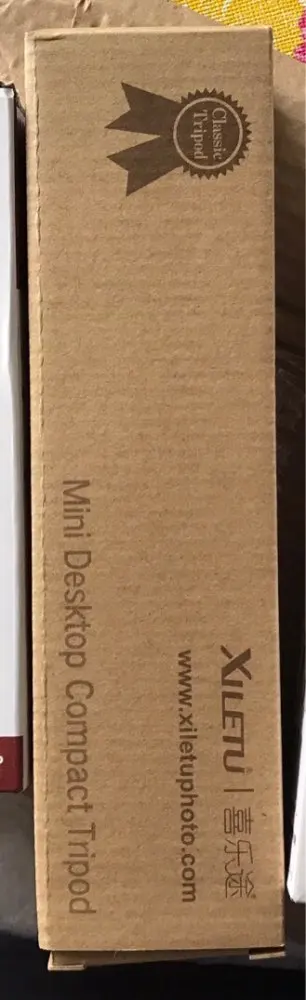 Classic
Tripod
XILETU | 喜乐途
www.xiletuphoto.com
Mini Desktop Compact Tripod